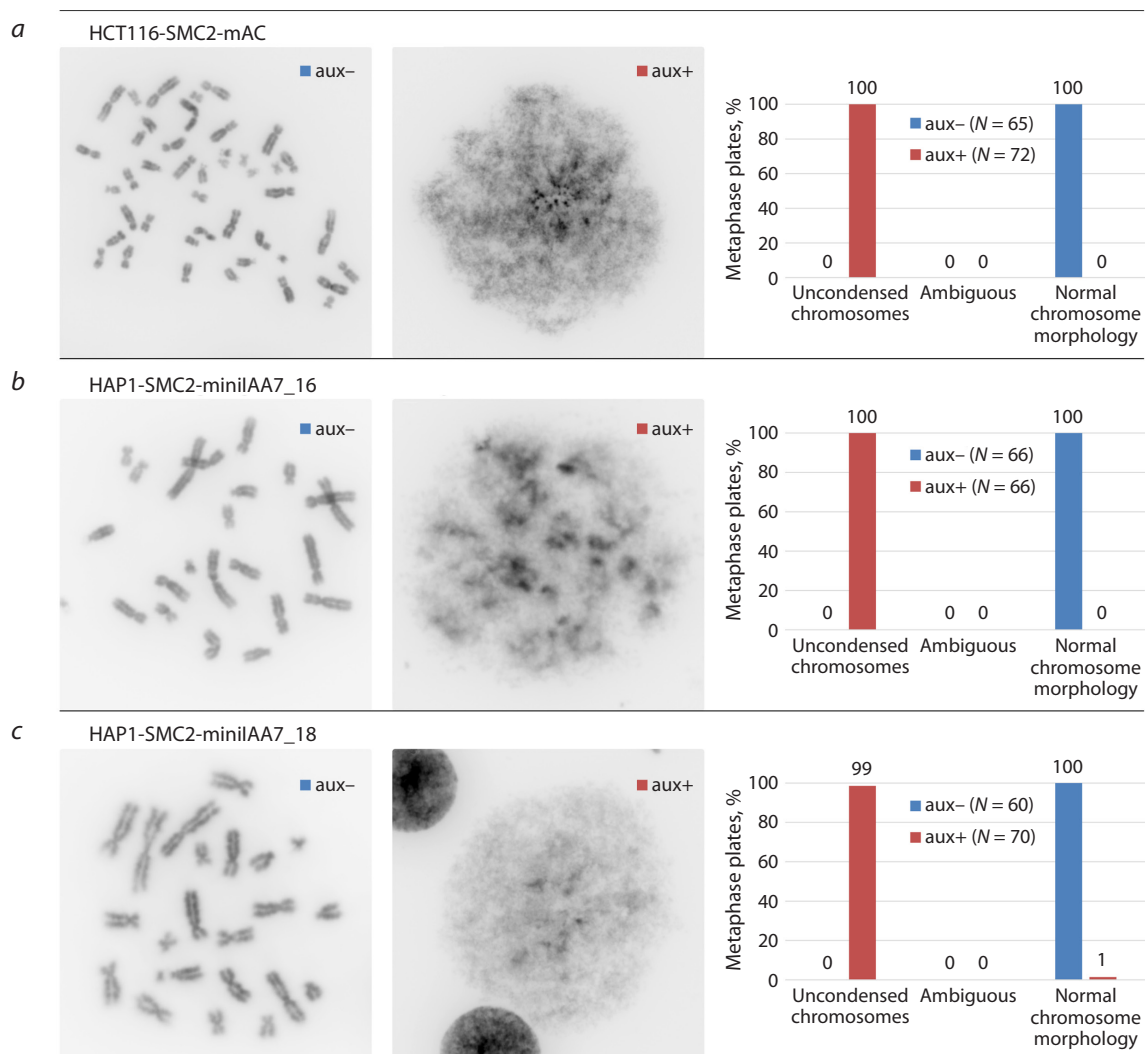 a
HCT116-SMC2-mAC
aux–
aux+
Metaphase plates, %
100
80
60
40
20
0
aux– (N = 65)
aux+ (N = 72)
0
100
0
0
100
0
Uncondensed
chromosomes
Ambiguous
Normal
chromosome
morphology
b
HAP1-SMC2-miniIAA7_16
aux–
aux+
Metaphase plates, %
100
80
60
40
20
0
aux– (N = 66)
aux+ (N = 66)
0
100
0
0
100
0
Uncondensed
chromosomes
Ambiguous
Normal
chromosome
morphology
c
HAP1-SMC2-miniIAA7_18
aux–
aux+
Metaphase plates, %
100
80
60
40
20
0
aux– (N = 60)
aux+ (N = 70)
0
99
0
0
100
1
Uncondensed
chromosomes
Ambiguous
Normal
chromosome
morphology